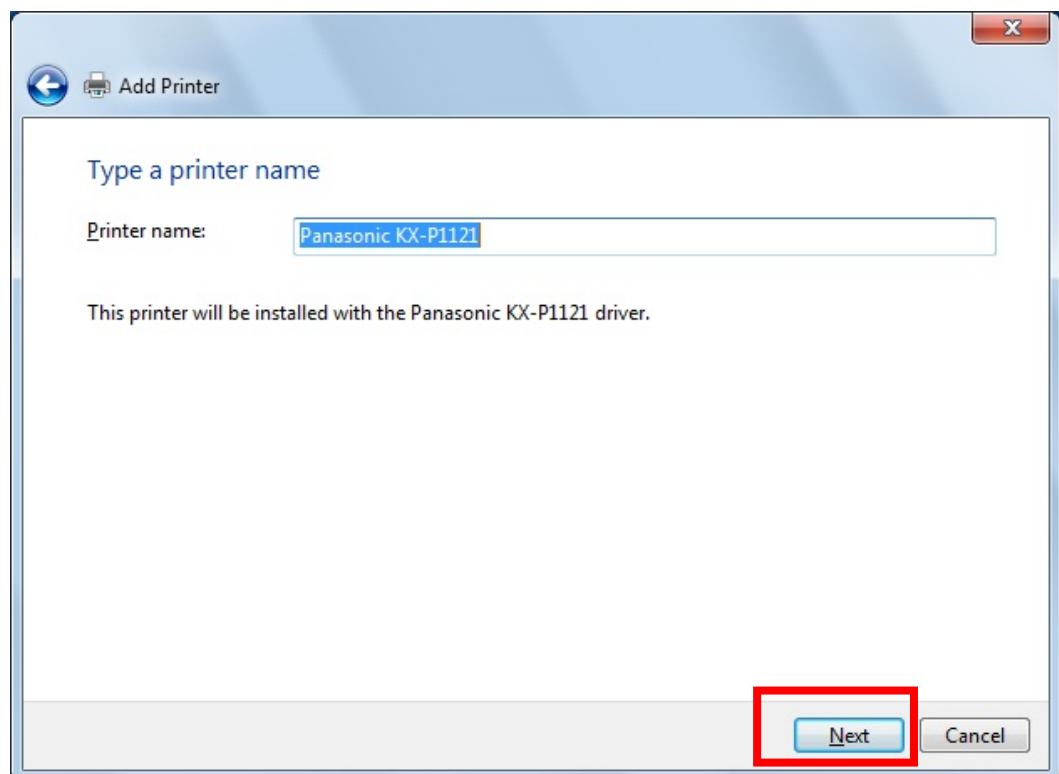 Add Printer
Type a printer name
Printer name: Panasonic KX-P1121
This printer will be installed with the Panasonic KX-P1121 driver.
Next Cancel